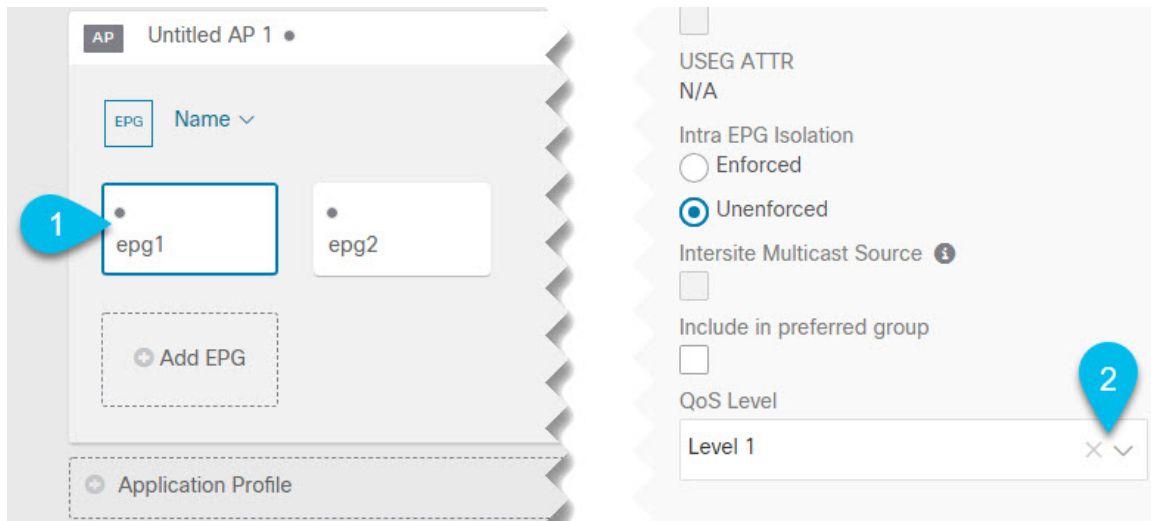 AP Untitled AP 1
EPG Name
1
epg1
epg2
Add EPG
Application Profile
USEG ATTR
N/A
Intra EPG Isolation
Enforced
Unenforced
Intersite Multicast Source i
Include in preferred group
2
QoS Level
Level 1